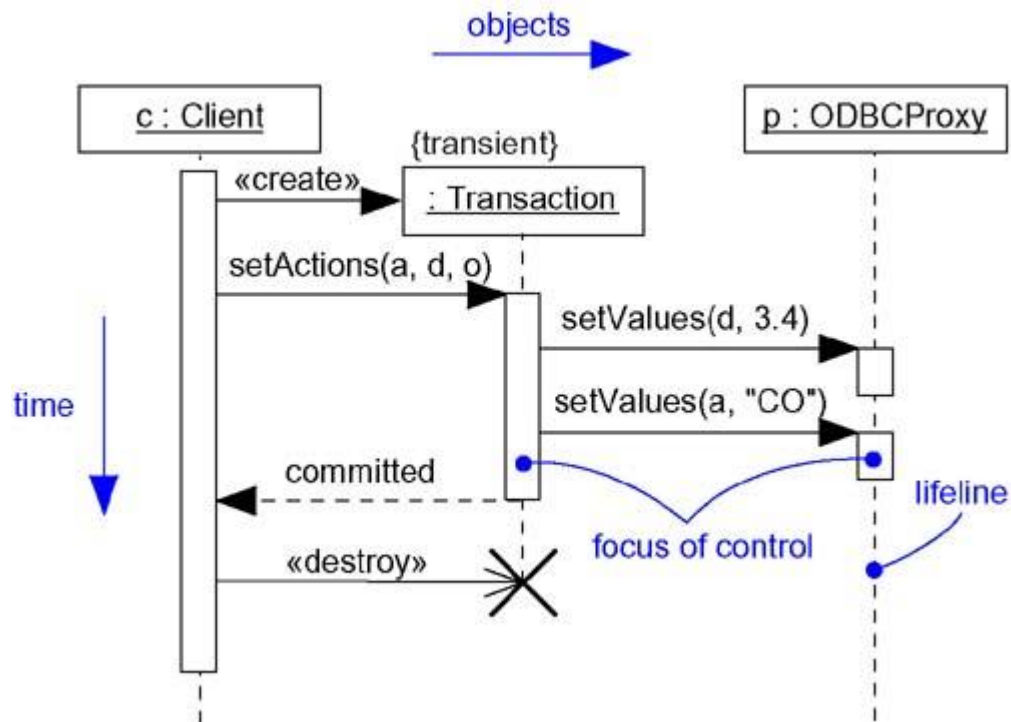 objects
c : Client
p : ODBCProxy
{transient}
«create»
: Transaction
setActions(a, d, o)
setValues(d, 3.4)
time
setValues(a, "CO")
committed
lifeline
focus of control
«destroy»